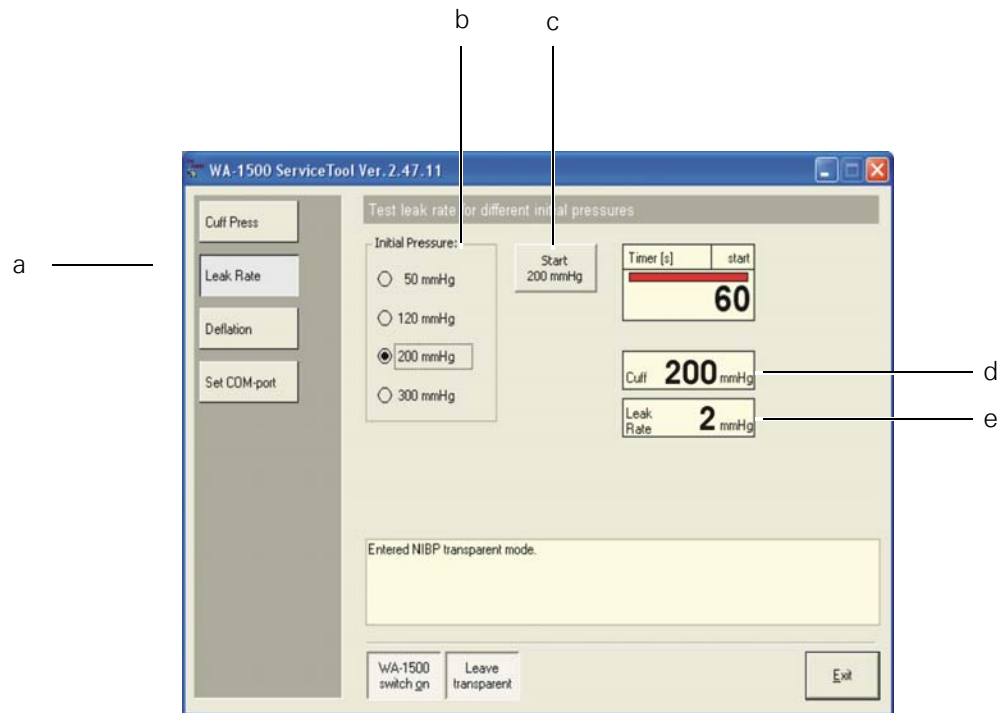 b
c
WA-1500 ServiceTool Ver. 2.47.11
a
Cuff Press
Leak Rate
Deflation
Set COM-port
Test leak rate for different initial pressures
Initial Pressure:
50 mmHg
120 mmHg
200 mmHg
300 mmHg
Start
200 mmHg
Timer [s] start
60
Cuff 200 mmHg
d
Leak
Rate 2 mmHg
e
Entered NIBP transparent mode.
WA-1500
switch on
Leave
transparent
Exit